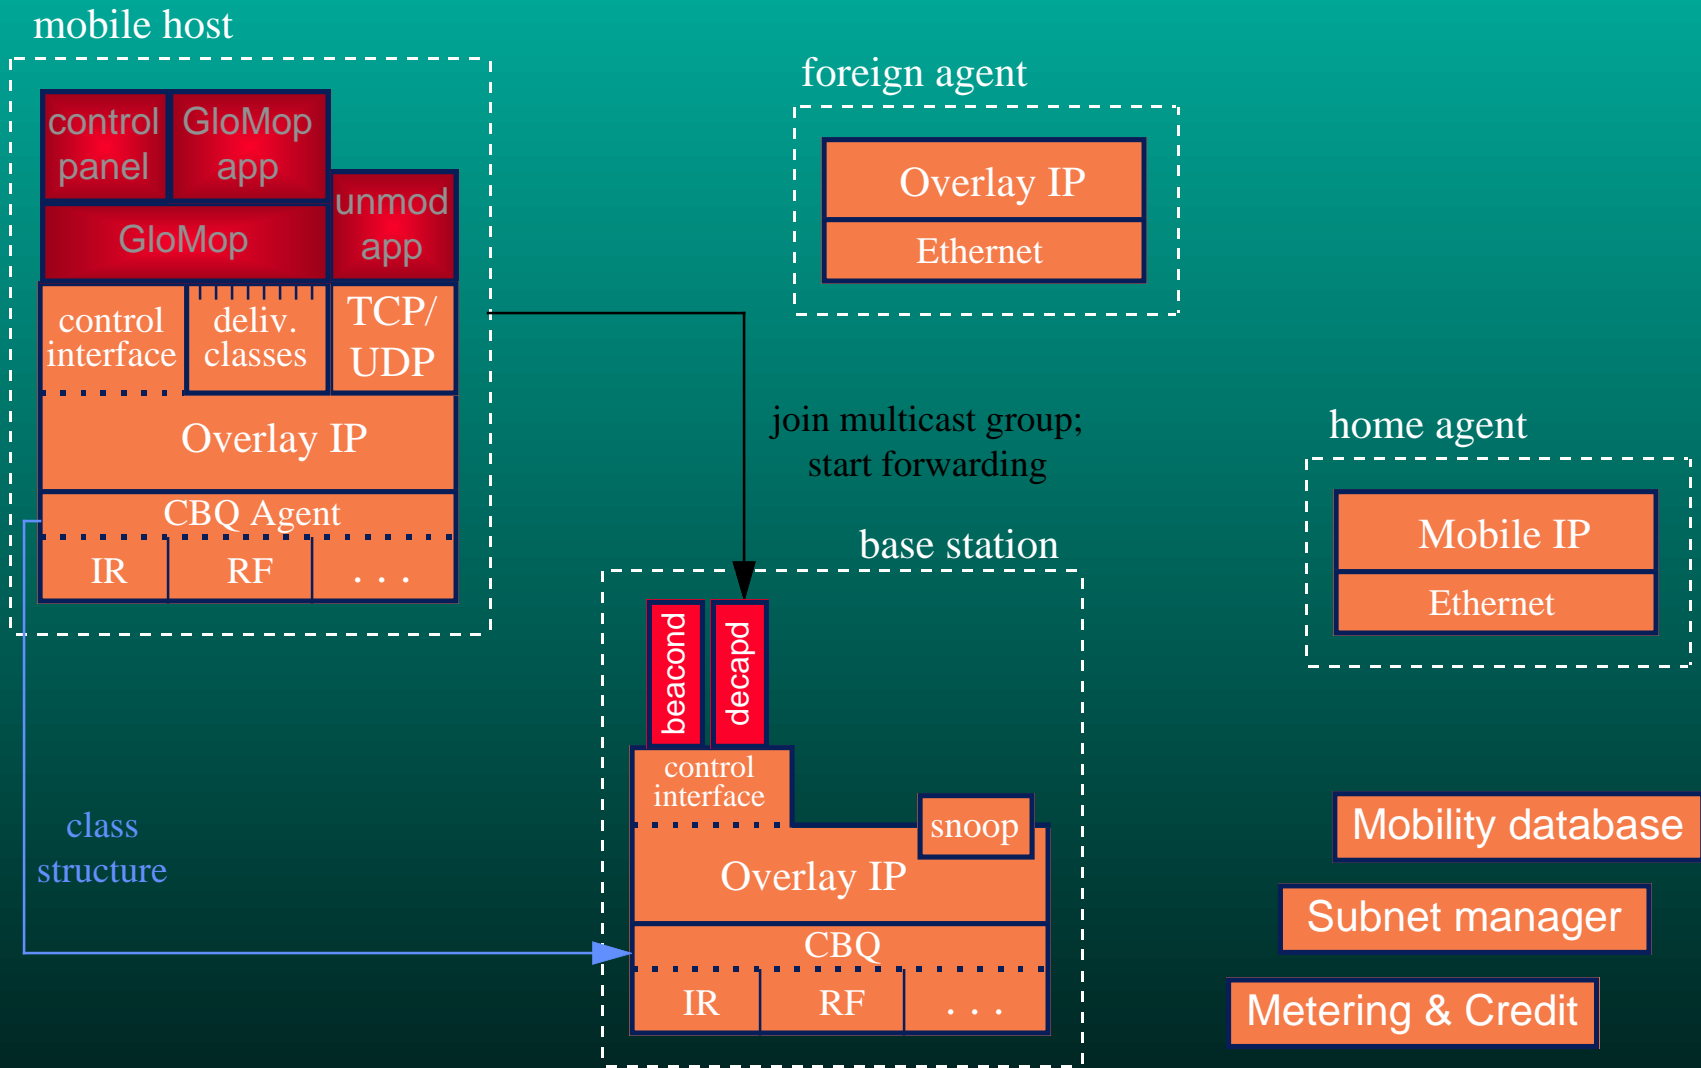 mobile host
control
panel
GloMop
app
unmod
app
GloMop
control
interface
deliv.
classes
TCP/
UDP
Overlay IP
CBQ Agent
IR
RF
. . .
foreign agent
Overlay IP
Ethernet
join multicast group;
start forwarding
home agent
Mobile IP
Ethernet
base station
beacond
decapd
control
interface
snoop
Overlay IP
CBQ
IR
RF
. . .
class
structure
Mobility database
Subnet manager
Metering & Credit